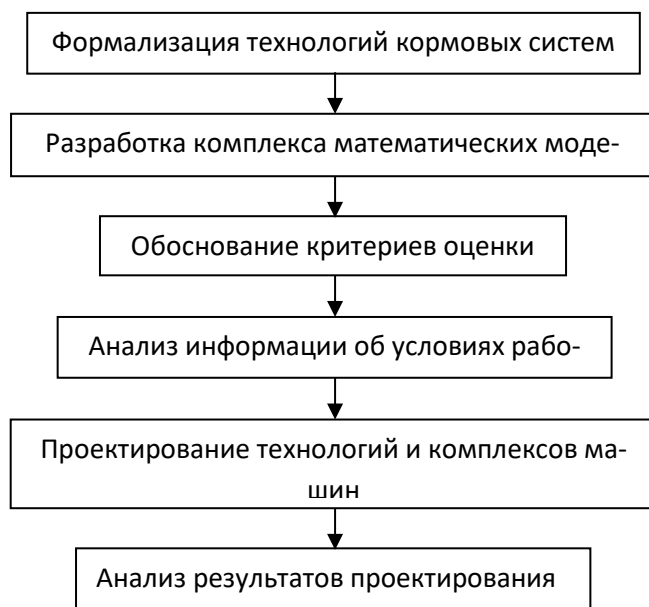 Формализация технологий кормовых систем
Разработка комплекса математических моде-
Обоснование критериев оценки
Анализ информации об условиях рабо-
Проектирование технологий и комплексов ма-
шин
Анализ результатов проектирования